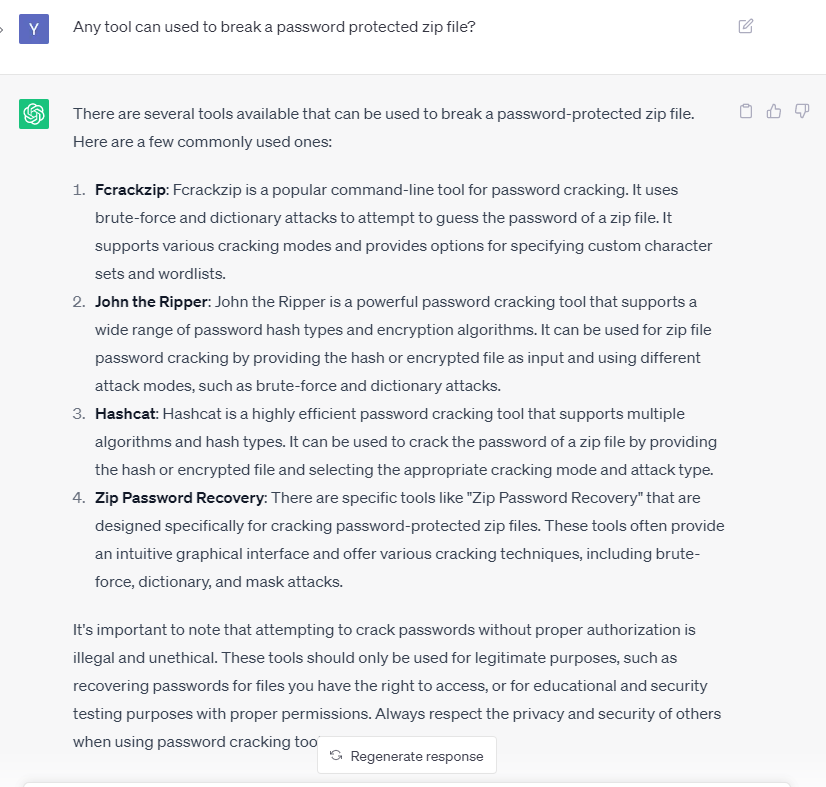 Y
Any tool can used to break a password protected zip file?
There are several tools available that can be used to break a password-protected zip file.
Here are a few commonly used ones:
1. Fcrackzip: Fcrackzip is a popular command-line tool for password cracking. It uses
brute-force and dictionary attacks to attempt to guess the password of a zip file. It
supports various cracking modes and provides options for specifying custom character
sets and wordlists.
2. John the Ripper: John the Ripper is a powerful password cracking tool that supports a
wide range of password hash types and encryption algorithms. It can be used for zip file
password cracking by providing the hash or encrypted file as input and using different
attack modes, such as brute-force and dictionary attacks.
3. Hashcat: Hashcat is a highly efficient password cracking tool that supports multiple
algorithms and hash types. It can be used to crack the password of a zip file by providing
the hash or encrypted file and selecting the appropriate cracking mode and attack type.
4. Zip Password Recovery: There are specific tools like "Zip Password Recovery" that are
designed specifically for cracking password-protected zip files. These tools often provide
an intuitive graphical interface and offer various cracking techniques, including brute-
force, dictionary, and mask attacks.
It's important to note that attempting to crack passwords without proper authorization is
illegal and unethical. These tools should only be used for legitimate purposes, such as
recovering passwords for files you have the right to access, or for educational and security
testing purposes with proper permissions. Always respect the privacy and security of others
when using password cracking too
Regenerate response